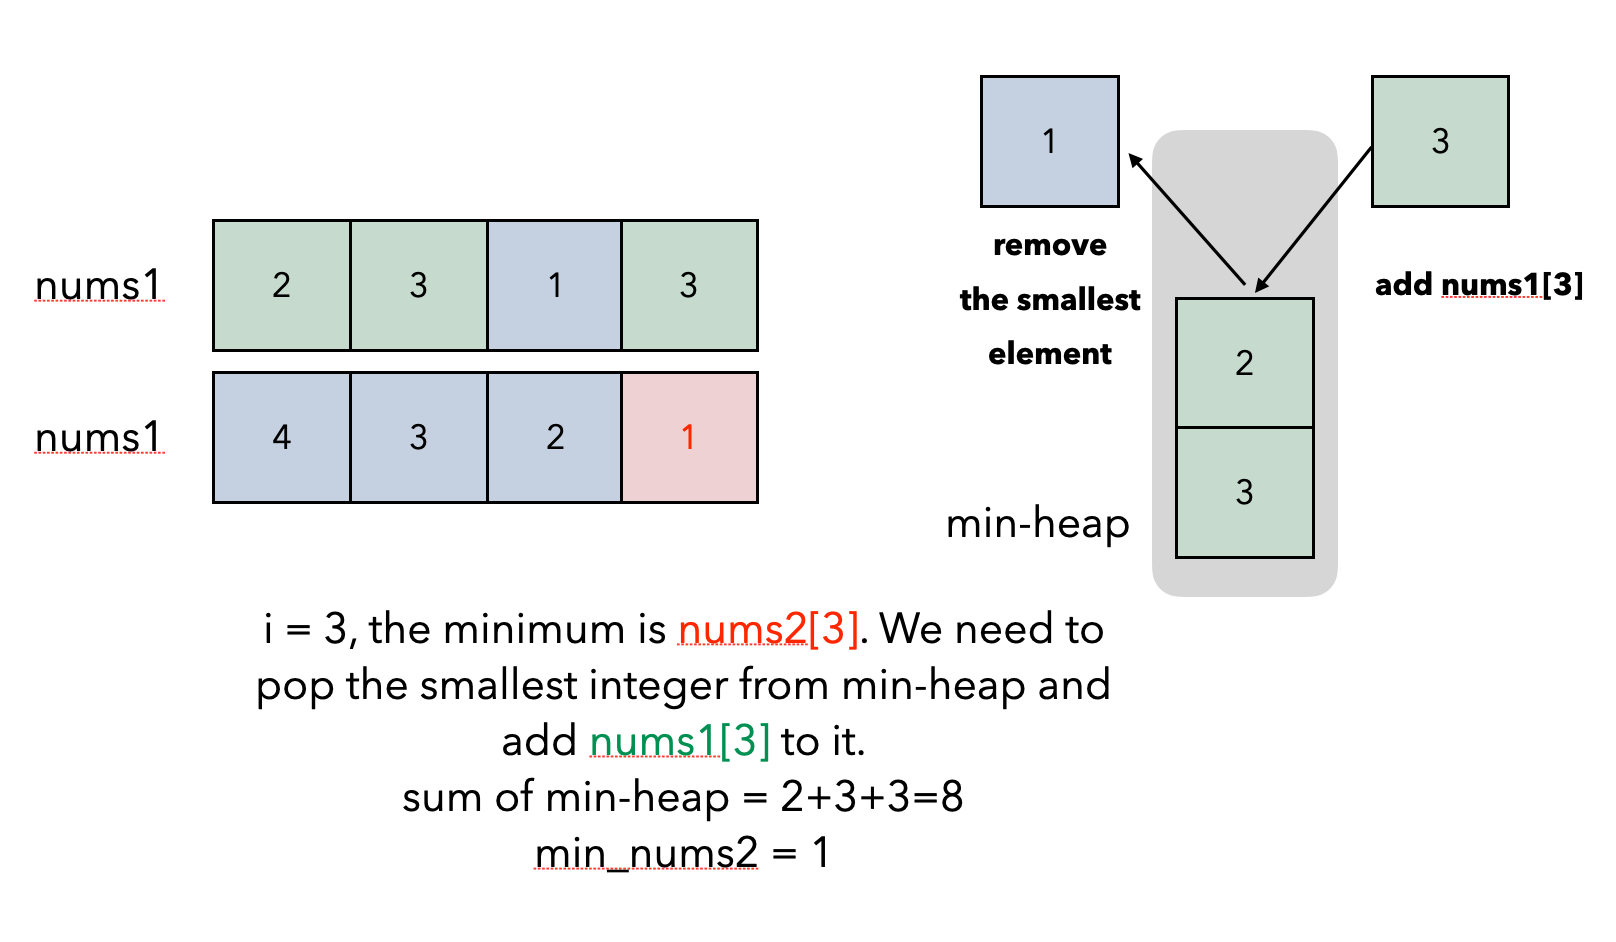 nums1
2 3 1 3
nums1
4 3 2 1
1
remove
the smallest
element
3
add nums1[3]
2
3
min-heap
i = 3, the minimum is nums2[3]. We need to
pop the smallest integer from min-heap and
add nums1[3] to it.
sum of min-heap = 2+3+3=8
min_nums2 = 1